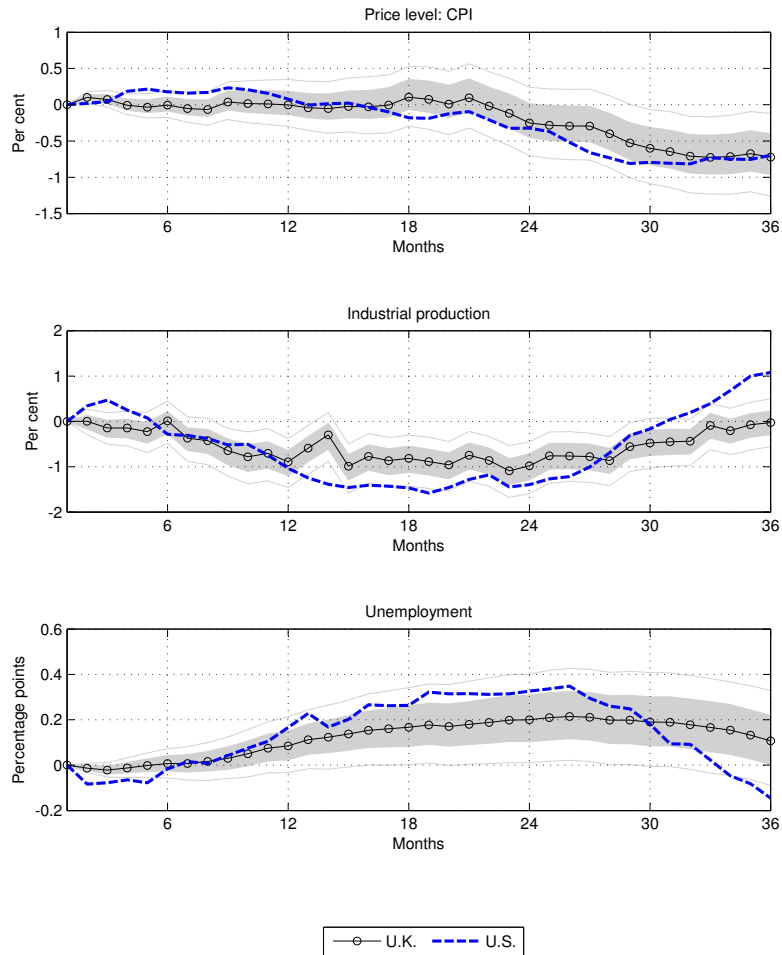 Price level: CPI
1
0.5
0
-0.5
-1
-1.5
Per cent
6 12 18 24 30 36
Months
Industrial production
2
1
0
-1
-2
Per cent
6 12 18 24 30 36
Months
Unemployment
0.6
0.4
0.2
0
-0.2
Percentage points
6 12 18 24 30 36
Months
U.K. U.S.